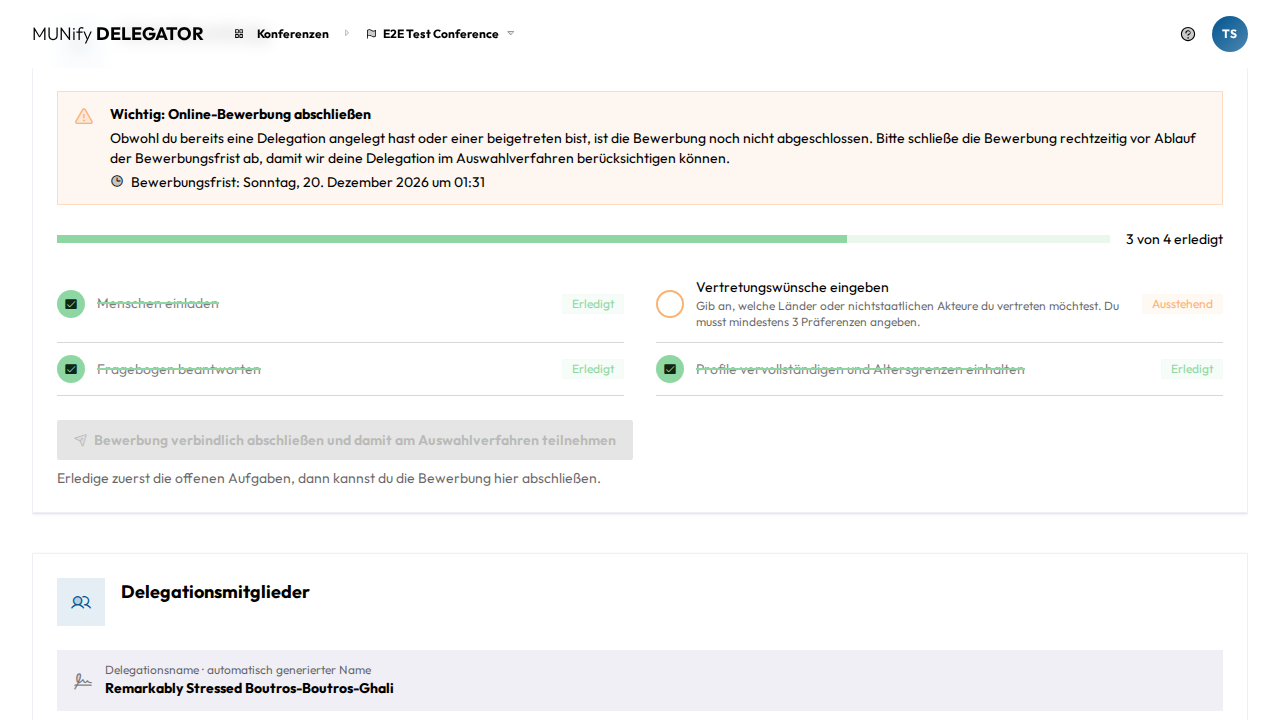 MUNify DELEGATOR
Konferenzen
E2E Test Conference
TS
Wichtig: Online-Bewerbung abschließen
Obwohl du bereits eine Delegation angelegt hast oder einer beigetreten bist, ist die Bewerbung noch nicht abgeschlossen. Bitte schließe die Bewerbung rechtzeitig vor Ablauf
der Bewerbungsfrist ab, damit wir deine Delegation im Auswahlverfahren berücksichtigen können.
Bewerbungsfrist: Sonntag, 20. Dezember 2026 um 01:31
3 von 4 erledigt
Menschen einladen
Erledigt
Vertretungswünsche eingeben
Gib an, welche Länder oder nichtstaatlichen Akteure du vertreten möchtest. Du
musst mindestens 3 Präferenzen angeben.
Ausstehend
Fragebogen beantworten
Erledigt
Profile vervollständigen und Altersgrenzen einhalten
Erledigt
Bewerbung verbindlich abschließen und damit am Auswahlverfahren teilnehmen
Erledige zuerst die offenen Aufgaben, dann kannst du die Bewerbung hier abschließen.
Delegationsmitglieder
Delegationsname · automatisch generierter Name
Remarkably Stressed Boutros-Boutros-Ghali